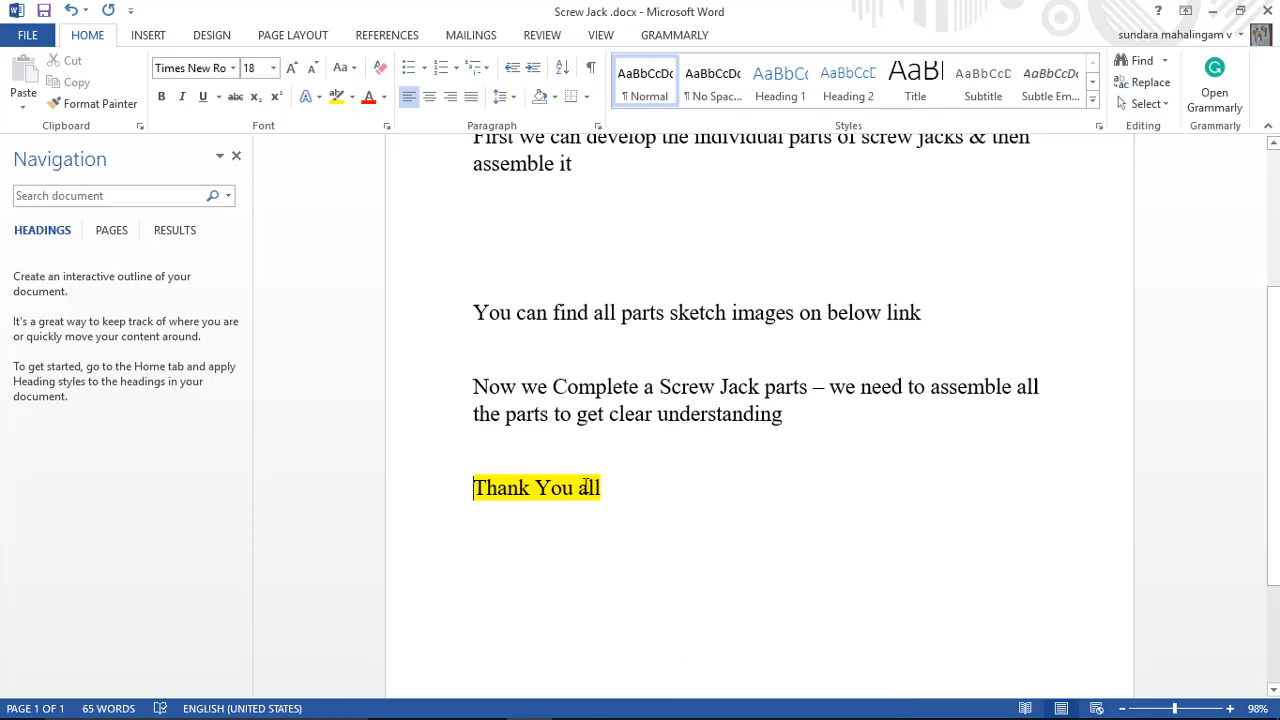 Screw Jack .docx - Microsoft Word
FILE HOME INSERT DESIGN PAGE LAYOUT REFERENCES MAILINGS REVIEW VIEW GRAMMARLY
sundara mahalingam v
Paste
Cut
Copy
Format Painter
Clipboard
Times New Ro 18
Font
Paragraph
AaBbCcDc AaBbCcDc AaBbCc AaBbCcC AaBl AaBbCcD AaBbCcDc
¶ Normal ¶ No Spac... Heading 1 Heading 2 Title Subtitle Subtle Em...
Styles
Find
Replace
Select
Editing
Open
Grammarly
Grammarly
Navigation
Search document
HEADINGS PAGES RESULTS
Create an interactive outline of your
document.
It's a great way to keep track of where you are
or quickly move your content around.
To get started, go to the Home tab and apply
Heading styles to the headings in your
document.
First we can develop the individual parts of screw jacks & then
assemble it
You can find all parts sketch images on below link
Now we Complete a Screw Jack parts – we need to assemble all
the parts to get clear understanding
Thank You all
PAGE 1 OF 1 65 WORDS ENGLISH (UNITED STATES) 98%